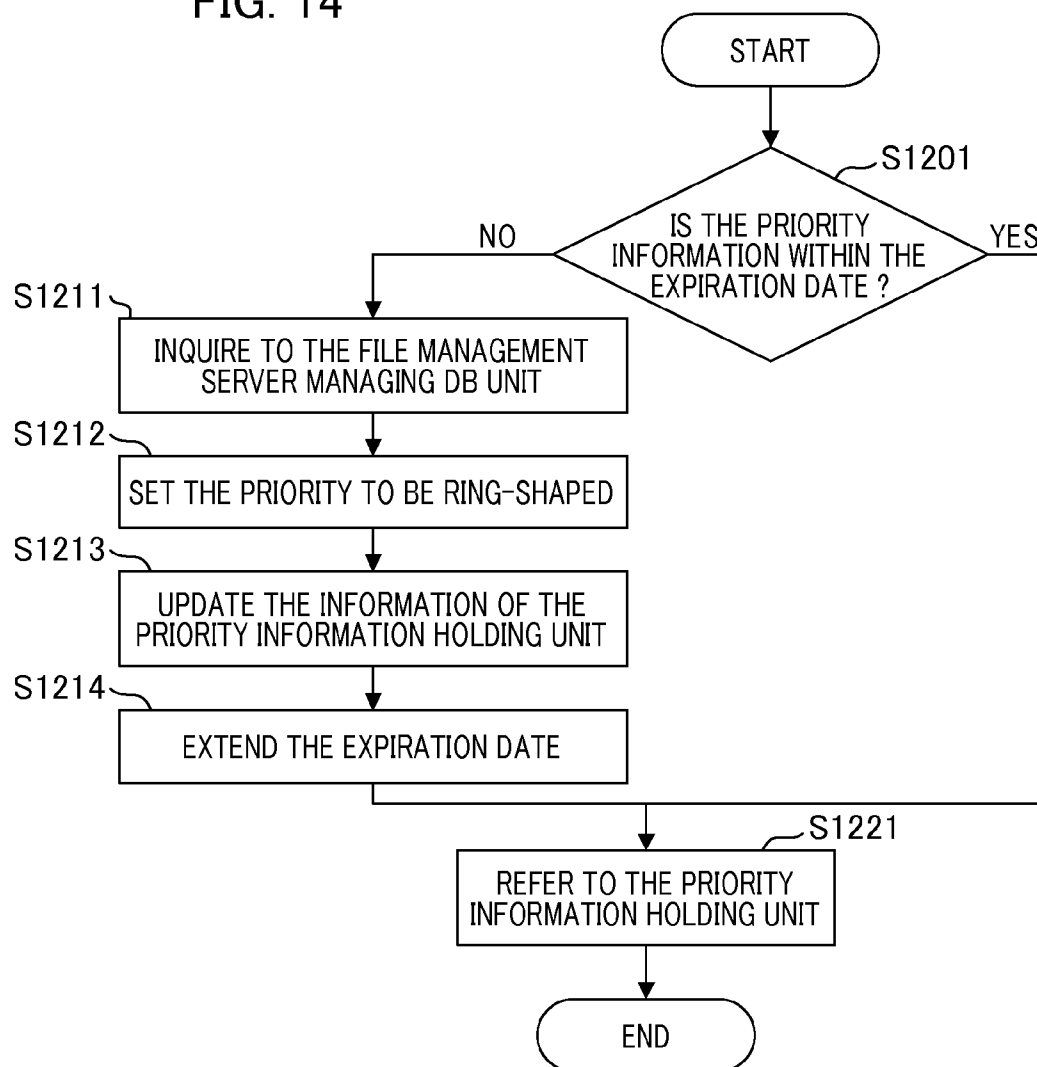 FIG. 14
START
S1201
IS THE PRIORITY
INFORMATION WITHIN THE
EXPIRATION DATE ?
NO
YES
S1211
INQUIRE TO THE FILE MANAGEMENT
SERVER MANAGING DB UNIT
S1212
SET THE PRIORITY TO BE RING-SHAPED
S1213
UPDATE THE INFORMATION OF THE
PRIORITY INFORMATION HOLDING UNIT
S1214
EXTEND THE EXPIRATION DATE
S1221
REFER TO THE PRIORITY
INFORMATION HOLDING UNIT
END